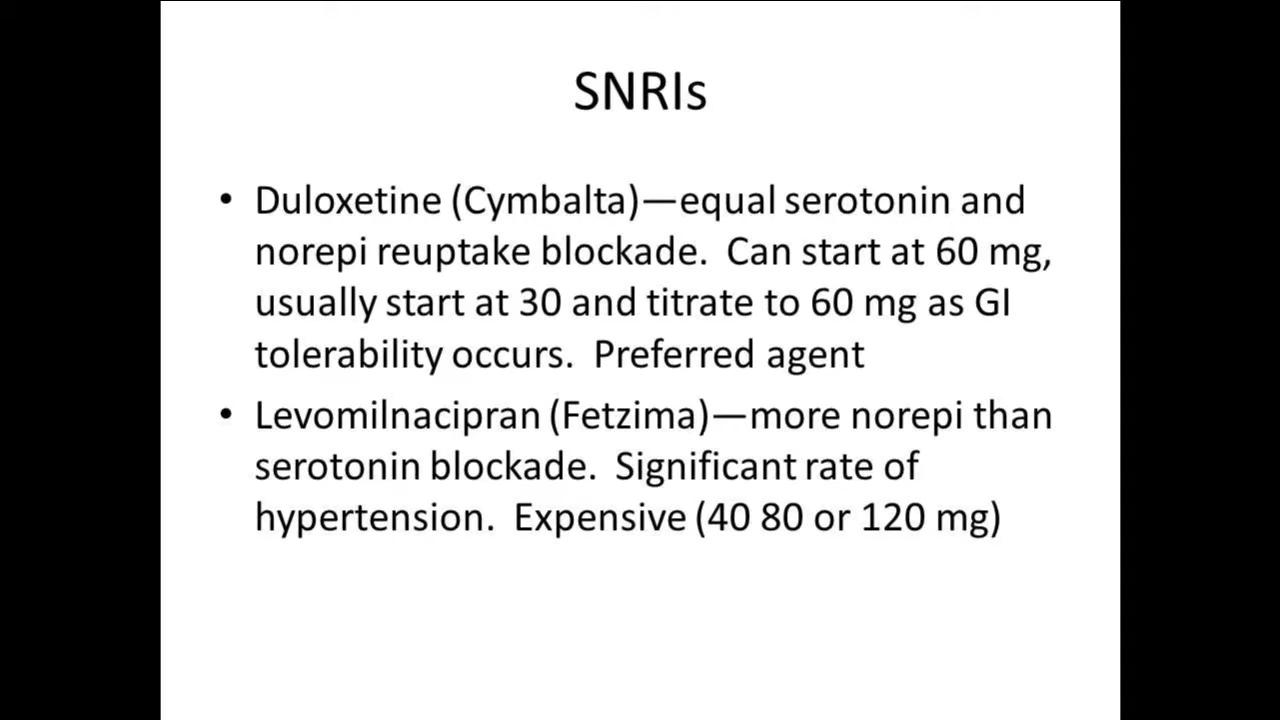 SNRIs
• Duloxetine (Cymbalta)—equal serotonin and
norepi reuptake blockade.  Can start at 60 mg,
usually start at 30 and titrate to 60 mg as GI
tolerability occurs.  Preferred agent
• Levomilnacipran (Fetzima)—more norepi than
serotonin blockade.  Significant rate of
hypertension.  Expensive (40 80 or 120 mg)